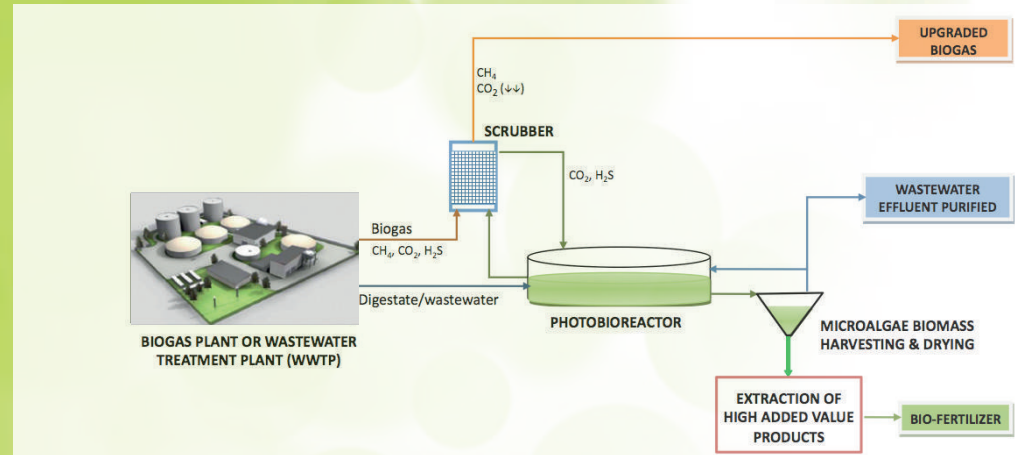 UPGRADED
BIOGAS
CH₄
CO₂ (↓↓)
SCRUBBER
CO₂, H₂S
WASTEWATER
EFFLUENT PURIFIED
Biogas
CH₄, CO₂, H₂S
Digestate/wastewater
PHOTOBIOREACTOR
MICROALGAE BIOMASS
HARVESTING & DRYING
BIOGAS PLANT OR WASTEWATER
TREATMENT PLANT (WWTP)
EXTRACTION OF
HIGH ADDED VALUE
PRODUCTS
BIO-FERTILIZER